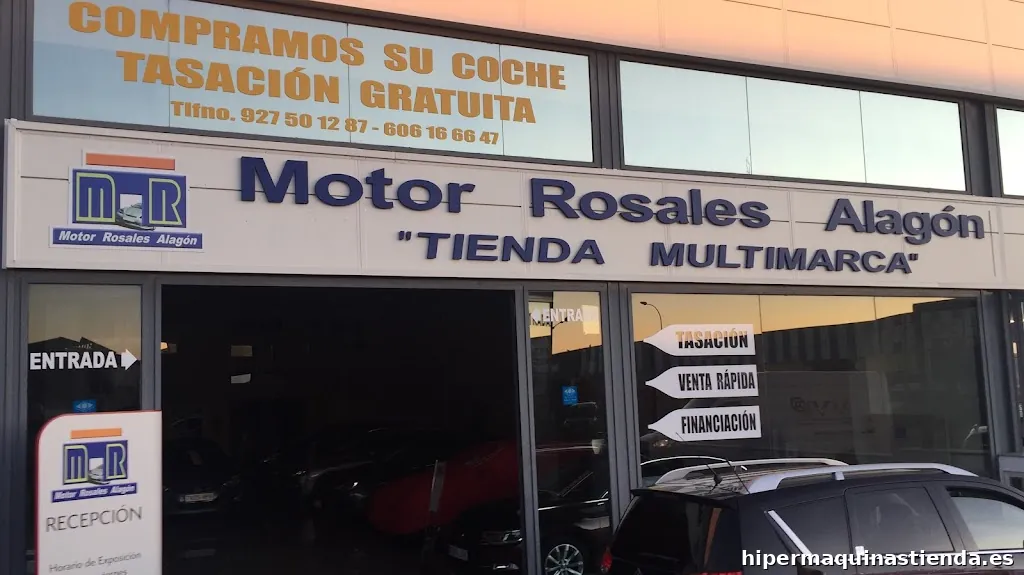 COMPRAMOS SU COCHE
TASACIÓN GRATUITA
Tlfno. 927 50 12 87 - 606 16 66 47
MR
Motor Rosales Alagón
Motor Rosales Alagón
"TIENDA MULTIMARCA"
ENTRADA
ENTRA
TASACIÓN
VENTA RÁPIDA
FINANCIACIÓN
MR
Motor Rosales Alagón
RECEPCIÓN
Horario de Exposición
hipermaquinastienda.es